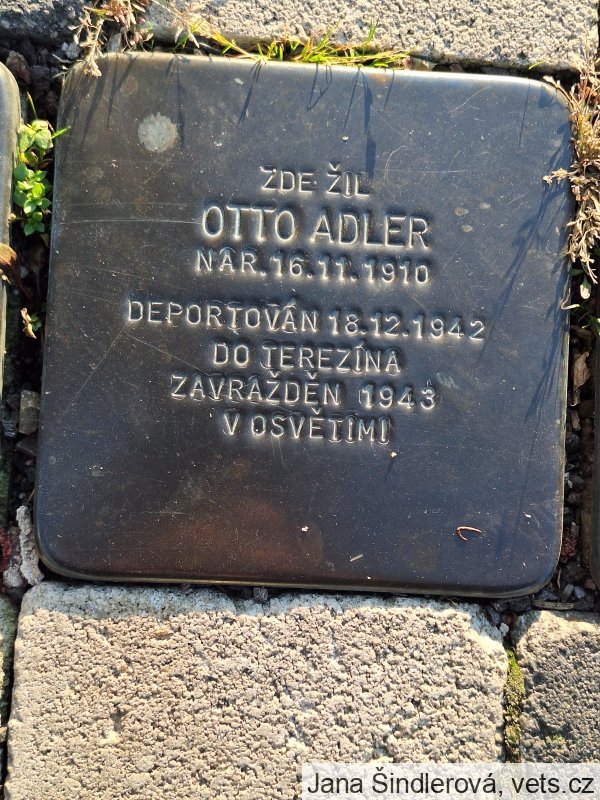 ZDE ŽIL
OTTO ADLER
NAR. 16.11.1910
DEPORTOVÁN 18.12.1942
DO TEREZÍNA
ZAVRAŽDĚN 1943
V OSVĚTIMI
Jana Šindlerová, vets.cz